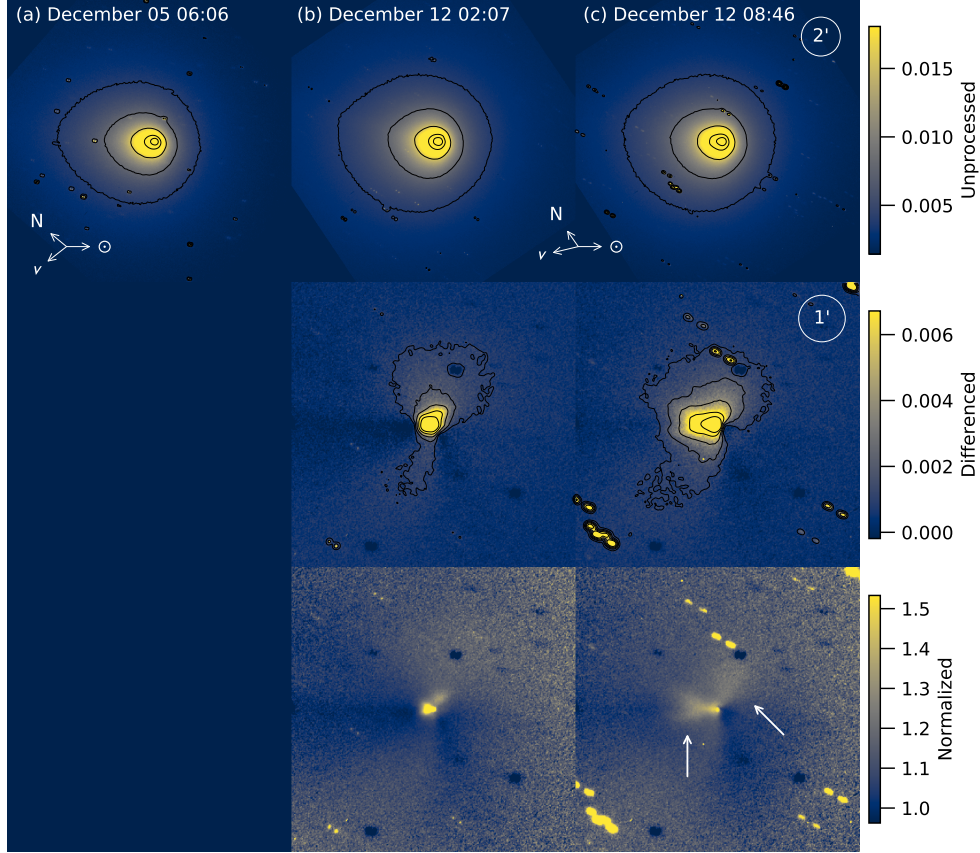 (a) December 05 06:06
(b) December 12 02:07
(c) December 12 08:46
2'
0.015
0.010
0.005
Unprocessed
N
v
N
v
1'
0.006
0.004
0.002
0.000
Differenced
1.5
1.4
1.3
1.2
1.1
1.0
Normalized